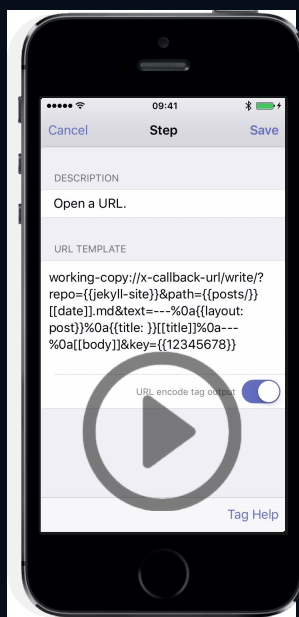 09:41
Cancel Step Save
DESCRIPTION
Open a URL.
URL TEMPLATE
working-copy://x-callback-url/write/?
repo={{jekyll-site}}&path={{posts/}}
[[date]].md&text=---%0a{{layout:
post}}%0a{{title: }}[[title]]%0a---
%0a[[body]]&key={{12345678}}
URL encode tag output
Tag Help